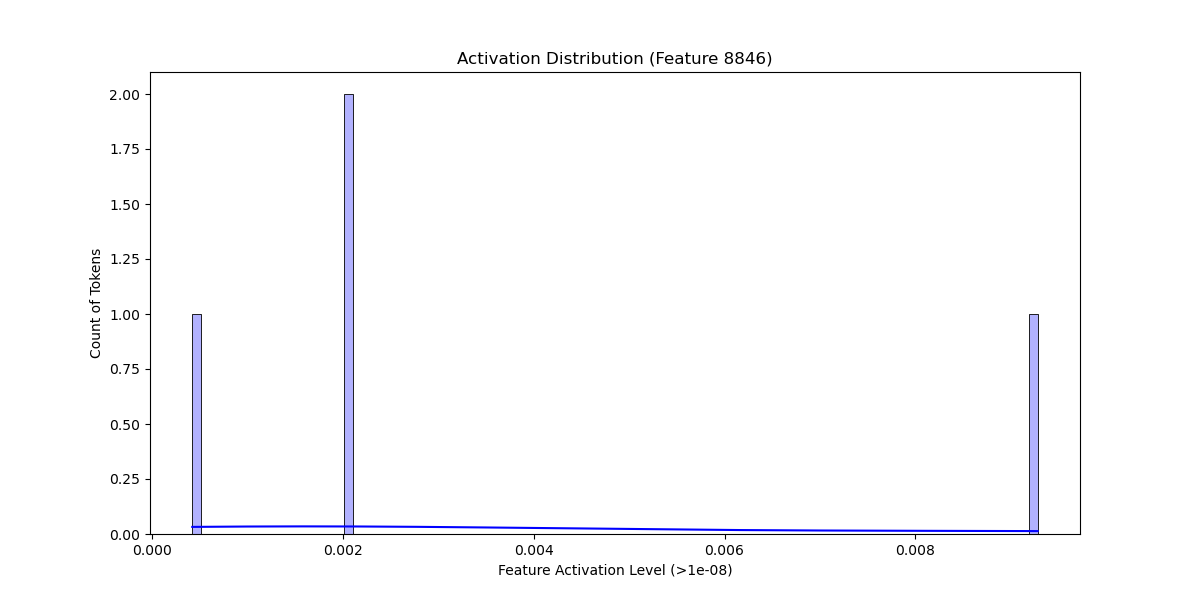 Activation Distribution (Feature 8846)
2.00
1.75
1.50
1.25
1.00
0.75
0.50
0.25
0.00
Count of Tokens
0.000 0.002 0.004 0.006 0.008
Feature Activation Level (>1e-08)